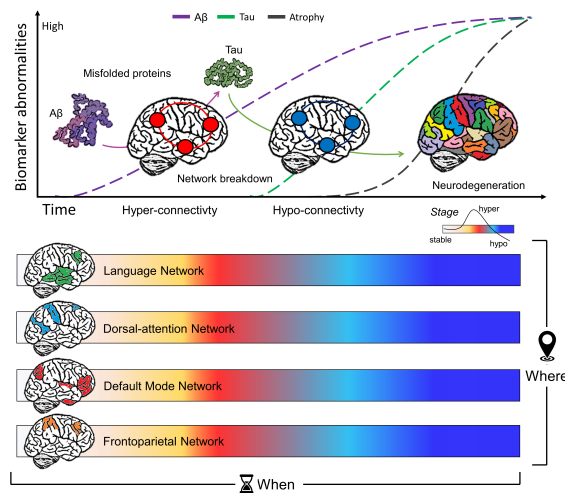 Aβ Tau Atrophy
High
Biomarker abnormalities
Tau
Misfolded proteins
Aβ
Network breakdown
Neurodegeneration
Time
Hyper-connectivty
Hypo-connectivity
Stage
hyper
stable
hypo
Language Network
Dorsal-attention Network
Default Mode Network
Frontoparietal Network
Where
When